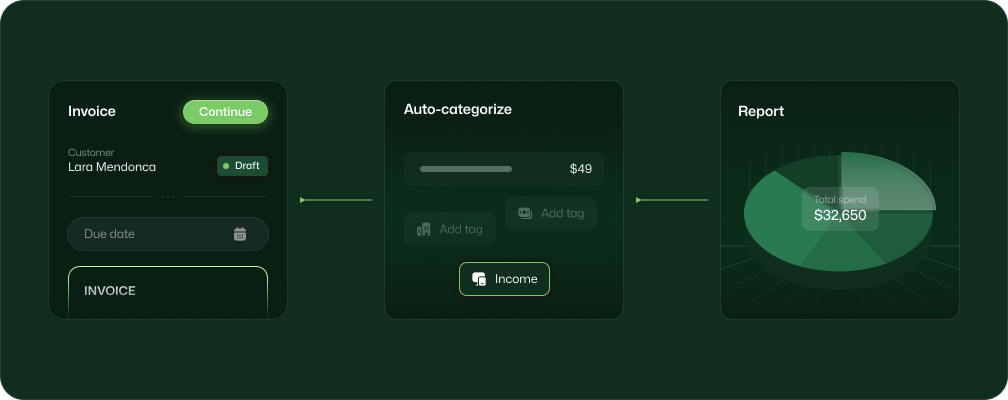 Invoice
Continue
Customer
Lara Mendonca
Draft
Due date
INVOICE
Auto-categorize
$49
Add tag
Add tag
Income
Report
Total spend
$32,650